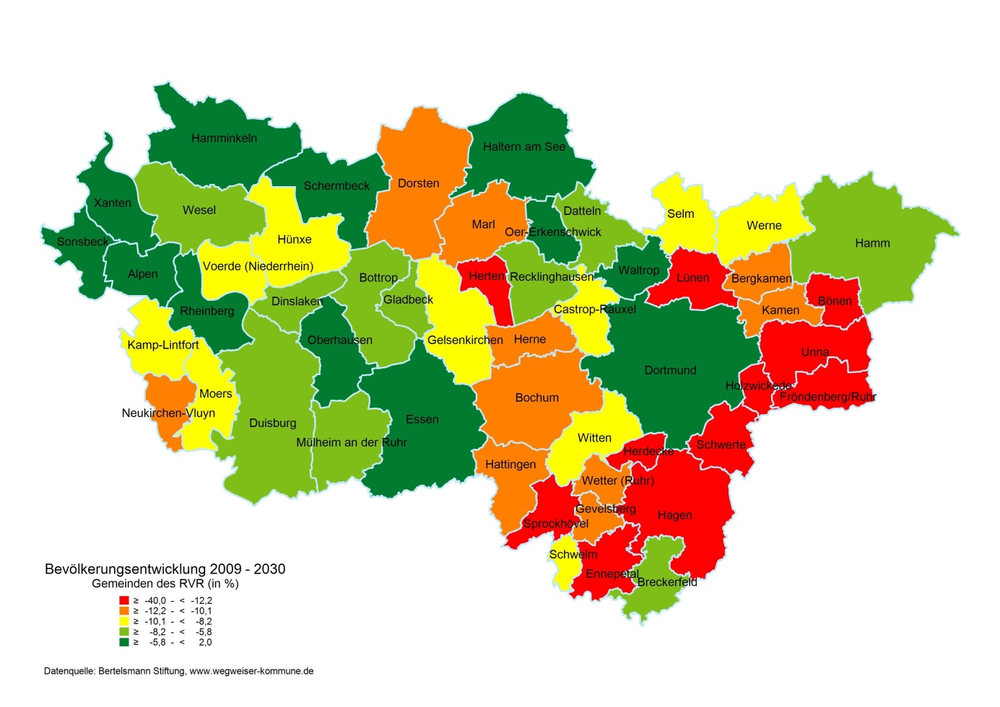 Hamminkeln
Haltern am See
Schermbeck
Dorsten
Xanten
Wesel
Datteln
Selm
Marl
Werne
Oer-Erkenschwick
Sonsbeck
Hünxe
Hamm
Voerde (Niederrhein)
Waltrop
Alpen
Bottrop
Herten
Recklinghausen
Lünen
Bergkamen
Gladbeck
Dinslaken
Bönen
Rheinberg
Castrop-Rauxel
Kamen
Oberhausen
Gelsenkirchen
Herne
Kamp-Lintfort
Unna
Dortmund
Holzwickede
Moers
Bochum
Fröndenberg/Ruhr
Neukirchen-Vluyn
Duisburg
Essen
Witten
Mülheim an der Ruhr
Schwerte
Herdecke
Hattingen
Wetter (Ruhr)
Gevelsberg
Hagen
Sprockhövel
Schwelm
Ennepetal
Breckerfeld
Bevölkerungsentwicklung 2009 - 2030
Gemeinden des RVR (in %)
≥ -40,0 - < -12,2
≥ -12,2 - < -10,1
≥ -10,1 - < -8,2
≥ -8,2 - < -5,8
≥ -5,8 - < 2,0
Datenquelle: Bertelsmann Stiftung, www.wegweiser-kommune.de